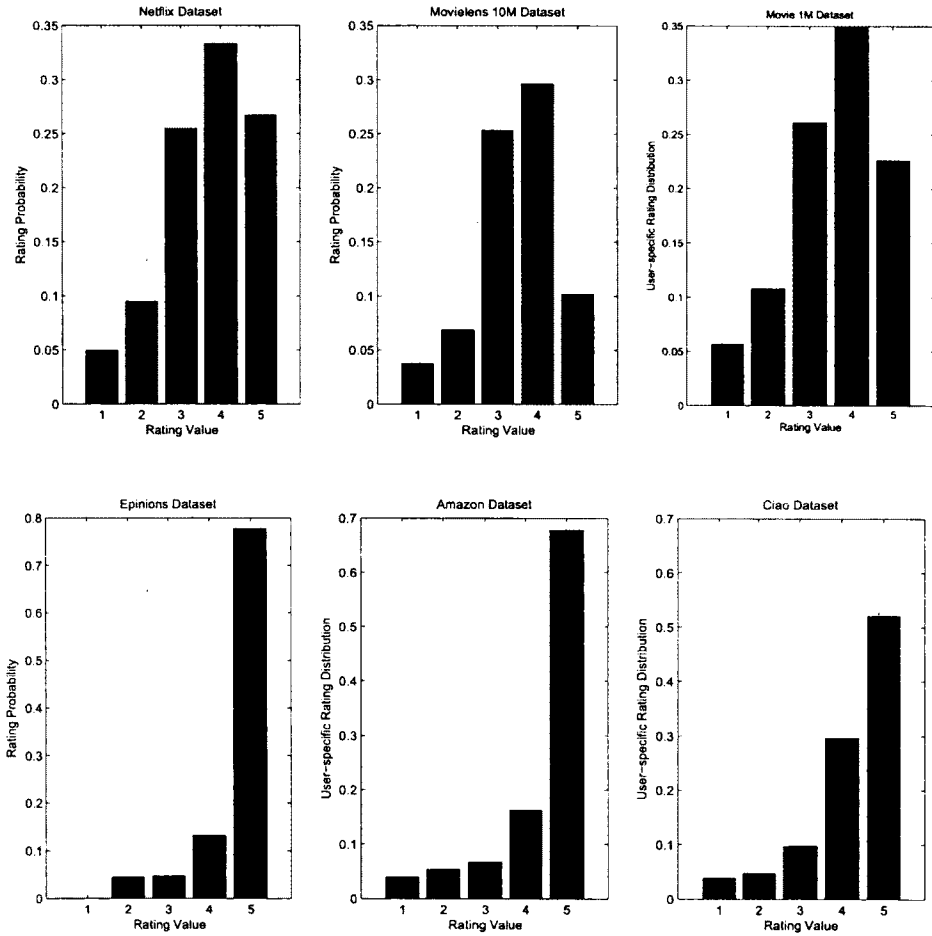 Netflix Dataset
0.35
0.3
0.25
0.2
0.15
0.1
0.05
0
Rating Probability
1 2 3 4 5
Rating Value
Movielens 10M Dataset
0.35
0.3
0.25
0.2
0.15
0.1
0.05
0
Rating Probability
1 2 3 4 5
Rating Value
Movie 1M Dataset
0.35
0.3
0.25
0.2
0.15
0.1
0.05
0
User-specific Rating Distribution
1 2 3 4 5
Rating Value
Epinions Dataset
0.8
0.7
0.6
0.5
0.4
0.3
0.2
0.1
0
Rating Probability
1 2 3 4 5
Rating Value
Amazon Dataset
0.7
0.6
0.5
0.4
0.3
0.2
0.1
0
User-specific Rating Distribution
1 2 3 4 5
Rating Value
Ciao Dataset
0.7
0.6
0.5
0.4
0.3
0.2
0.1
0
User-specific Rating Distribution
1 2 3 4 5
Rating Value